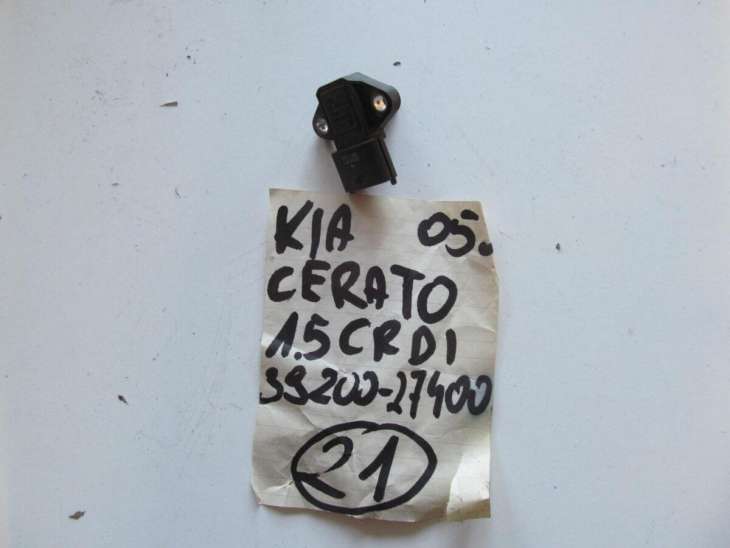 KIA 05.
CERATO
1.5 CRDI
39200-27400
21